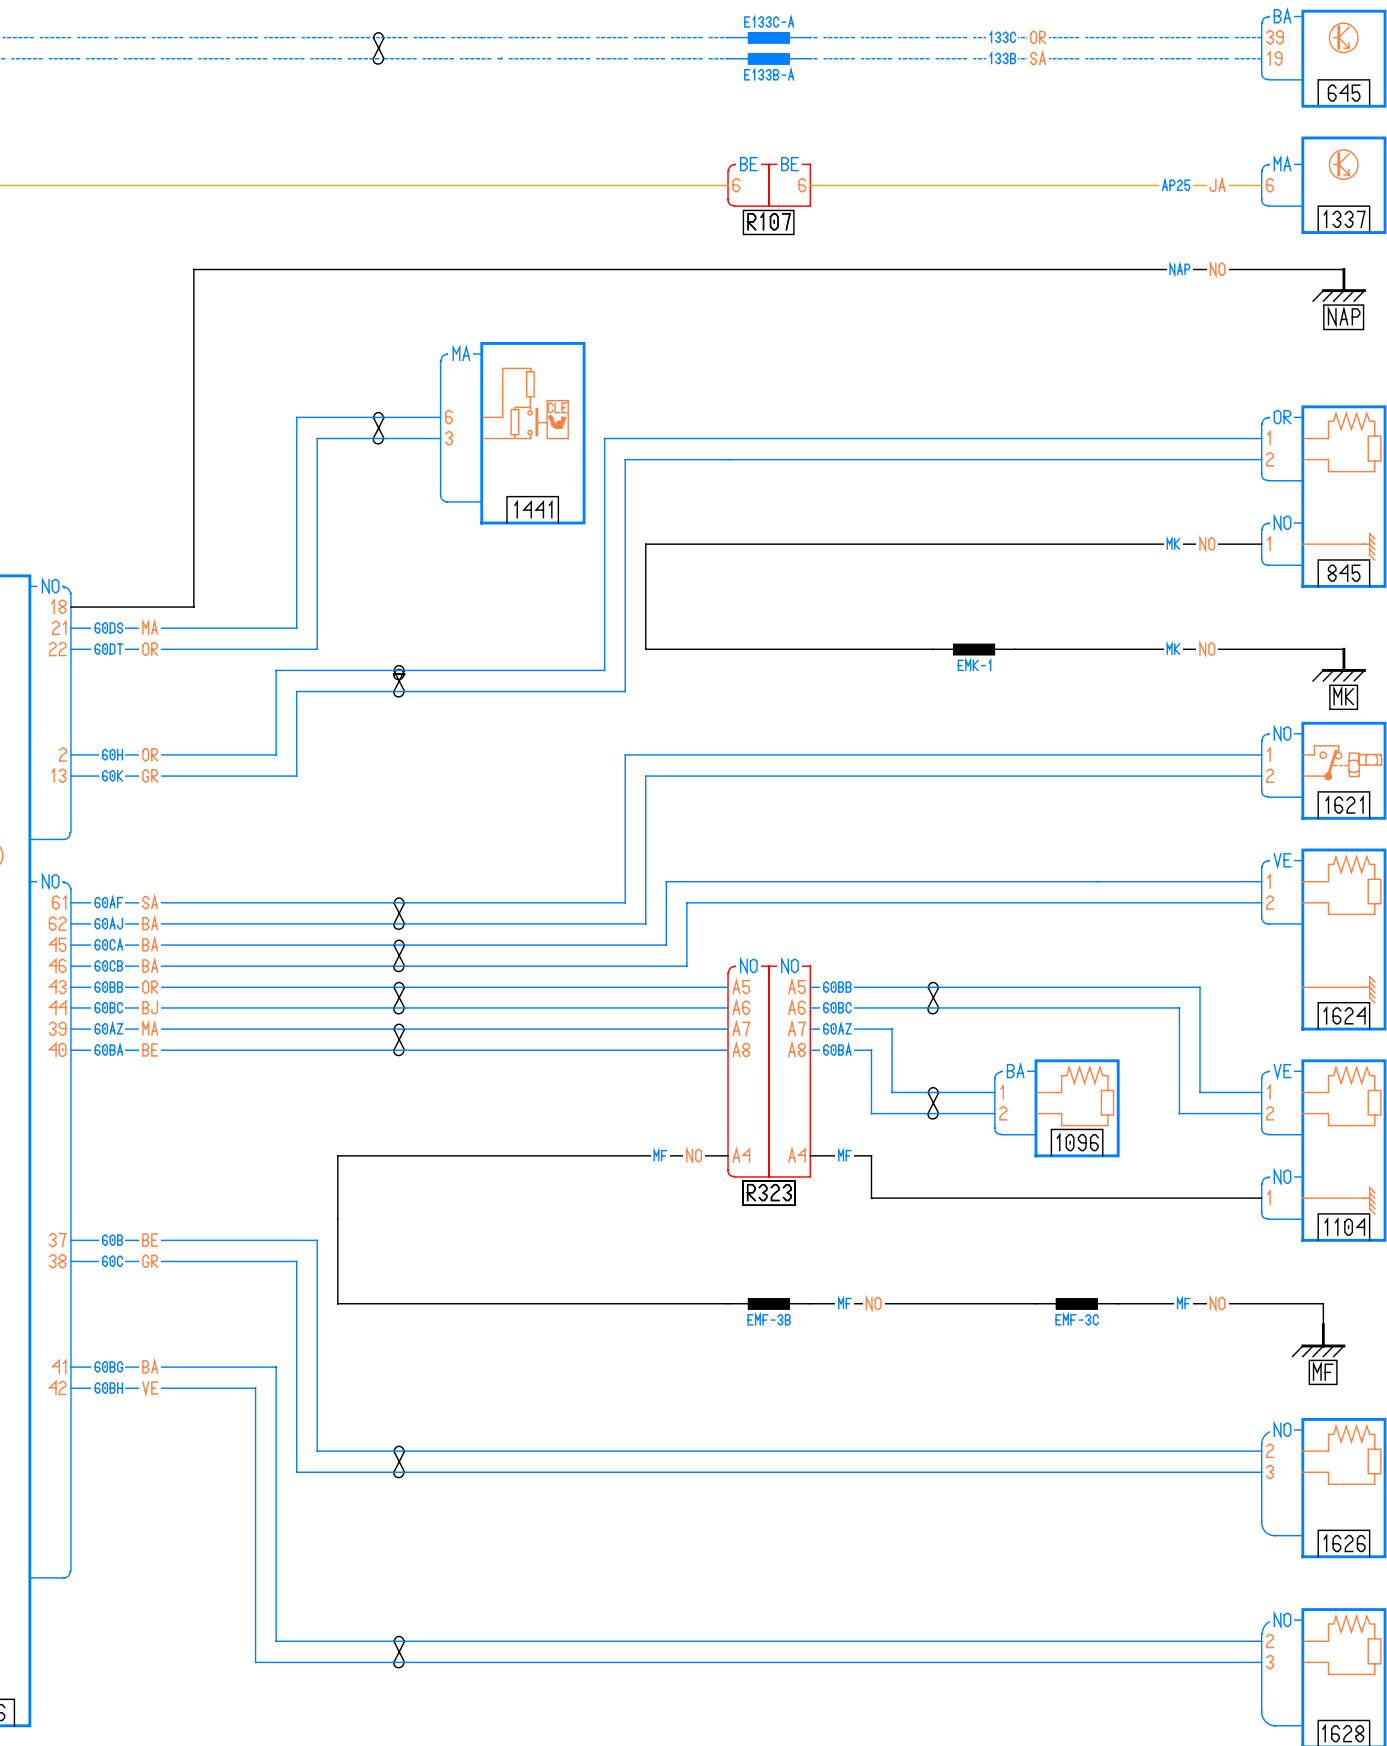 E133C-A
133C OR
E133B-A
133B SA
BA
39
19
645
BE BE
6 6
R107
AP25 JA
MA
6
1337
NAP NO
NAP
MA
6
3
CLE
1441
OR
1
2
NO
1
845
MK NO
EMK-1
MK NO
MK
NO
18
21 60DS MA
22 60DT OR
2 60H OR
13 60K GR
NO
1
2
1621
VE
1
2
1624
NO
61 60AF SA
62 60AJ BA
45 60CA BA
46 60CB BA
43 60BB OR
44 60BC BJ
39 60AZ MA
40 60BA BE
NO NO
A5 A5 60BB
A6 A6 60BC
A7 A7 60AZ
A8 A8 60BA
MF NO A4 A4 MF
R323
BA
1
2
1096
VE
1
2
NO
1
1104
37 60B BE
38 60C GR
EMF-3B
MF NO
EMF-3C
MF NO
MF
41 60BG BA
42 60BH VE
NO
2
3
1626
NO
2
3
1628